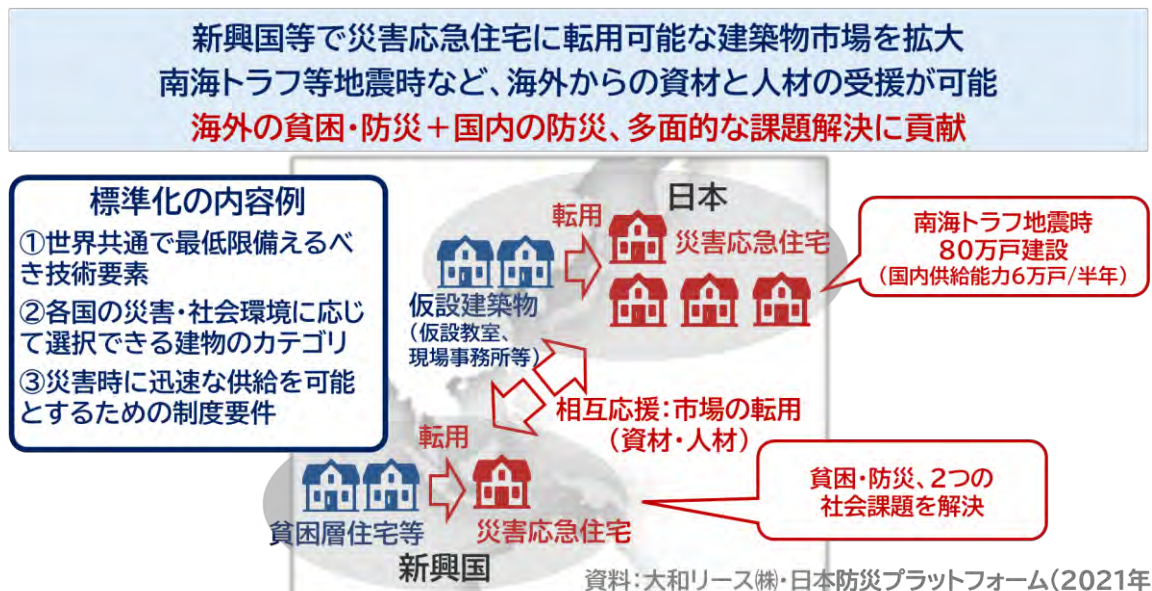 新興国等で災害応急住宅に転用可能な建築物市場を拡大
南海トラフ等地震時など、海外からの資材と人材の受援が可能
海外の貧困・防災＋国内の防災、多面的な課題解決に貢献
標準化の内容例
①世界共通で最低限備えるべ
き技術要素
②各国の災害・社会環境に応じ
て選択できる建物のカテゴリ
③災害時に迅速な供給を可能
とするための制度要件
日本
転用
災害応急住宅
仮設建築物
（仮設教室、
現場事務所等）
南海トラフ地震時
80万戸建設
（国内供給能力6万戸/半年）
相互応援：市場の転用
（資材・人材）
転用
貧困層住宅等
災害応急住宅
新興国
貧困・防災、2つの
社会課題を解決
資料：大和リース㈱・日本防災プラットフォーム（2021年